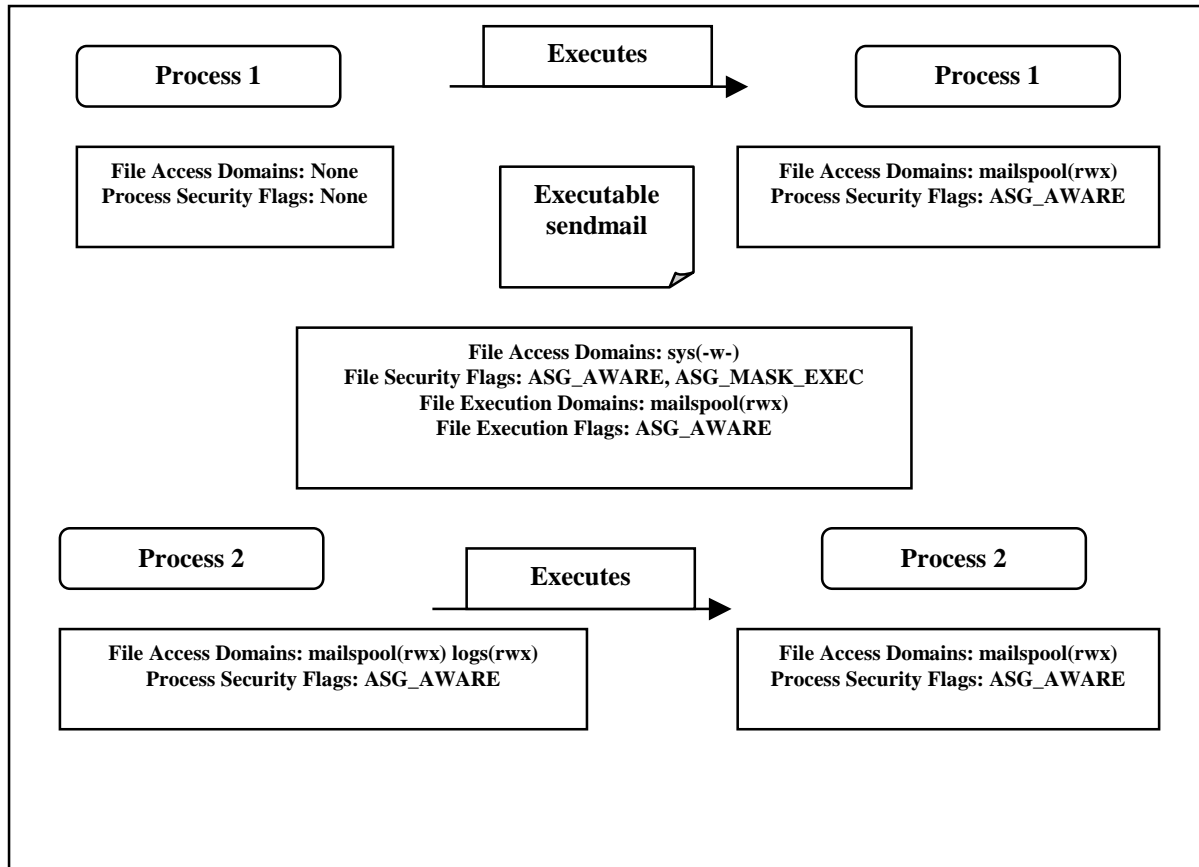 Process 1
Executes
Process 1
File Access Domains: None
Process Security Flags: None
Executable
sendmail
File Access Domains: mailspool(rwx)
Process Security Flags: ASG_AWARE
File Access Domains: sys(-w-)
File Security Flags: ASG_AWARE, ASG_MASK_EXEC
File Execution Domains: mailspool(rwx)
File Execution Flags: ASG_AWARE
Process 2
Executes
Process 2
File Access Domains: mailspool(rwx) logs(rwx)
Process Security Flags: ASG_AWARE
File Access Domains: mailspool(rwx)
Process Security Flags: ASG_AWARE